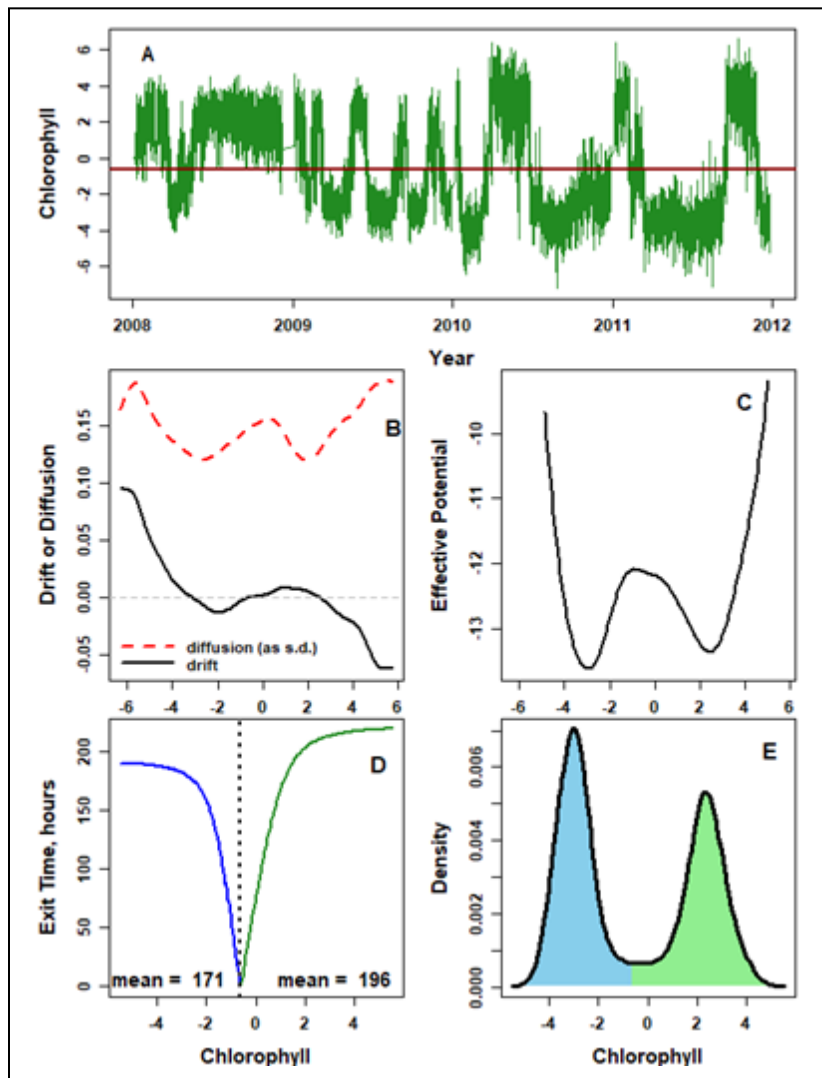 A
Chlorophyll
6
4
2
0
-2
-4
-6
2008 2009 2010 2011 2012
Year
B
Drift or Diffusion
0.15
0.10
0.05
0.00
-0.05
diffusion (as s.d.)
drift
-6 -4 -2 0 2 4 6
C
Effective Potential
-10
-11
-12
-13
-6 -4 -2 0 2 4 6
D
Exit Time, hours
200
150
100
50
0
mean = 171 mean = 196
-4 -2 0 2 4
Chlorophyll
E
Density
0.006
0.004
0.002
0.000
-4 -2 0 2 4
Chlorophyll